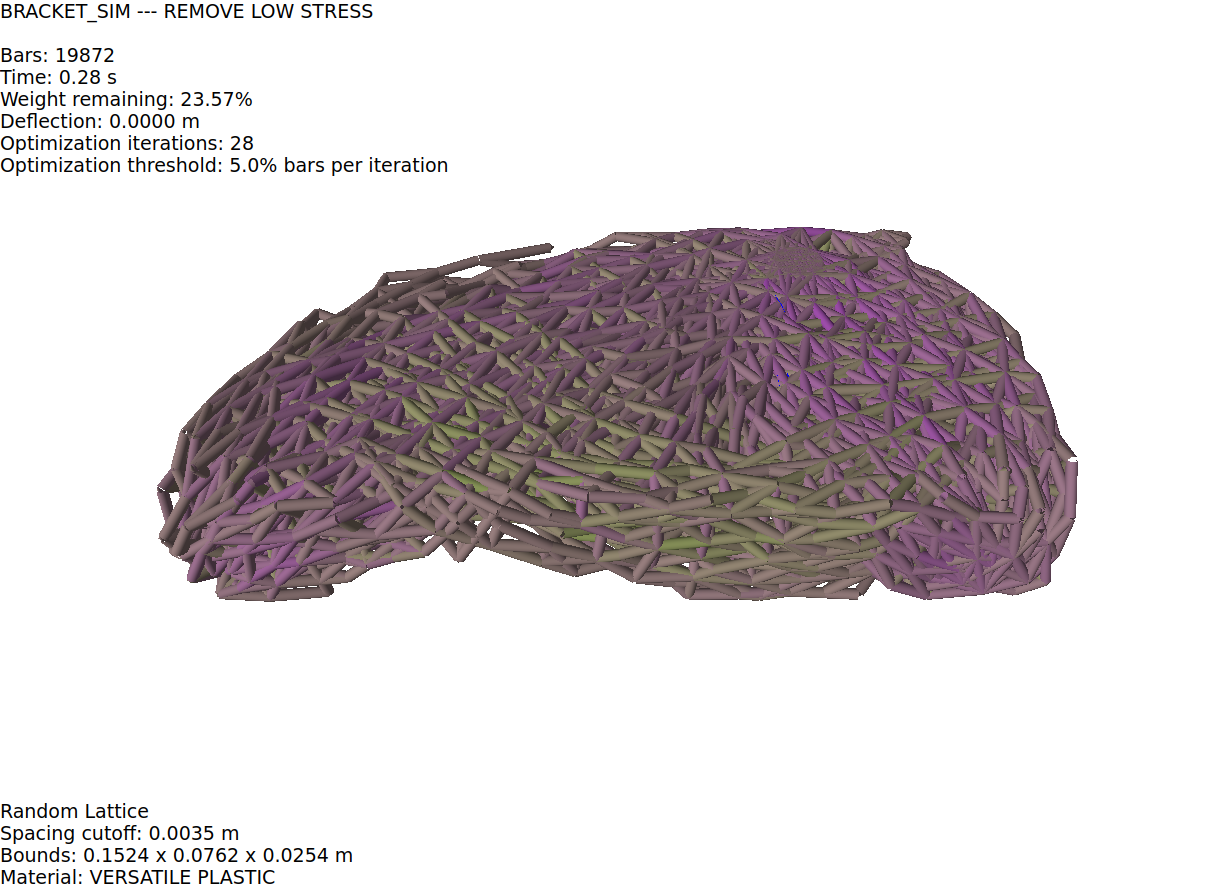 BRACKET_SIM --- REMOVE LOW STRESS
Bars: 19872
Time: 0.28 s
Weight remaining: 23.57%
Deflection: 0.0000 m
Optimization iterations: 28
Optimization threshold: 5.0% bars per iteration
Random Lattice
Spacing cutoff: 0.0035 m
Bounds: 0.1524 x 0.0762 x 0.0254 m
Material: VERSATILE PLASTIC